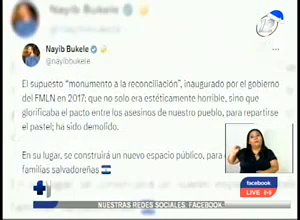 Nayib Bukele
@nayibbukele
El supuesto "monumento a la reconciliación", inaugurado por el gobierno
del FMLN en 2017; que no solo era estéticamente horrible, sino que
glorificaba el pacto entre los asesinos de nuestro pueblo, para repartirse
el pastel; ha sido demolido.
En su lugar, se construirá un nuevo espacio público, para
familias salvadoreñas
facebook
LIVE
NUESTRAS REDES SOCIALES, FACEBOOK